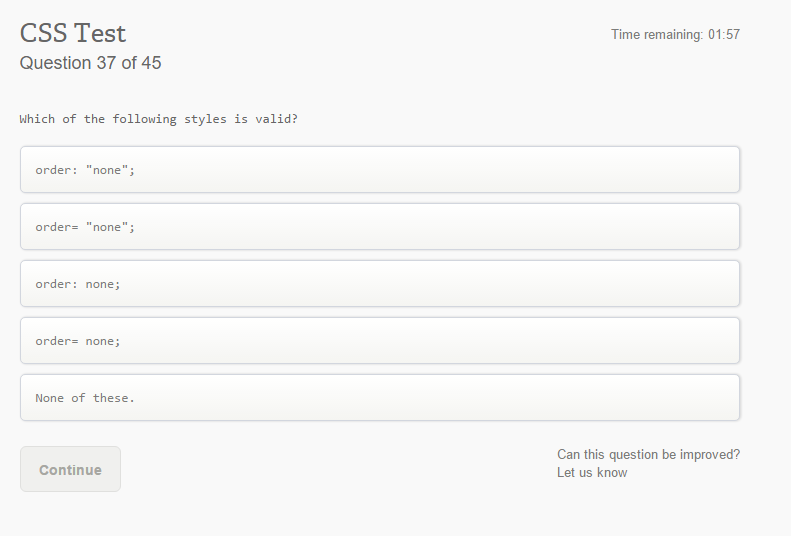 CSS Test
Time remaining: 01:57
Question 37 of 45
Which of the following styles is valid?
order: "none";
order= "none";
order: none;
order= none;
None of these.
Continue
Can this question be improved?
Let us know